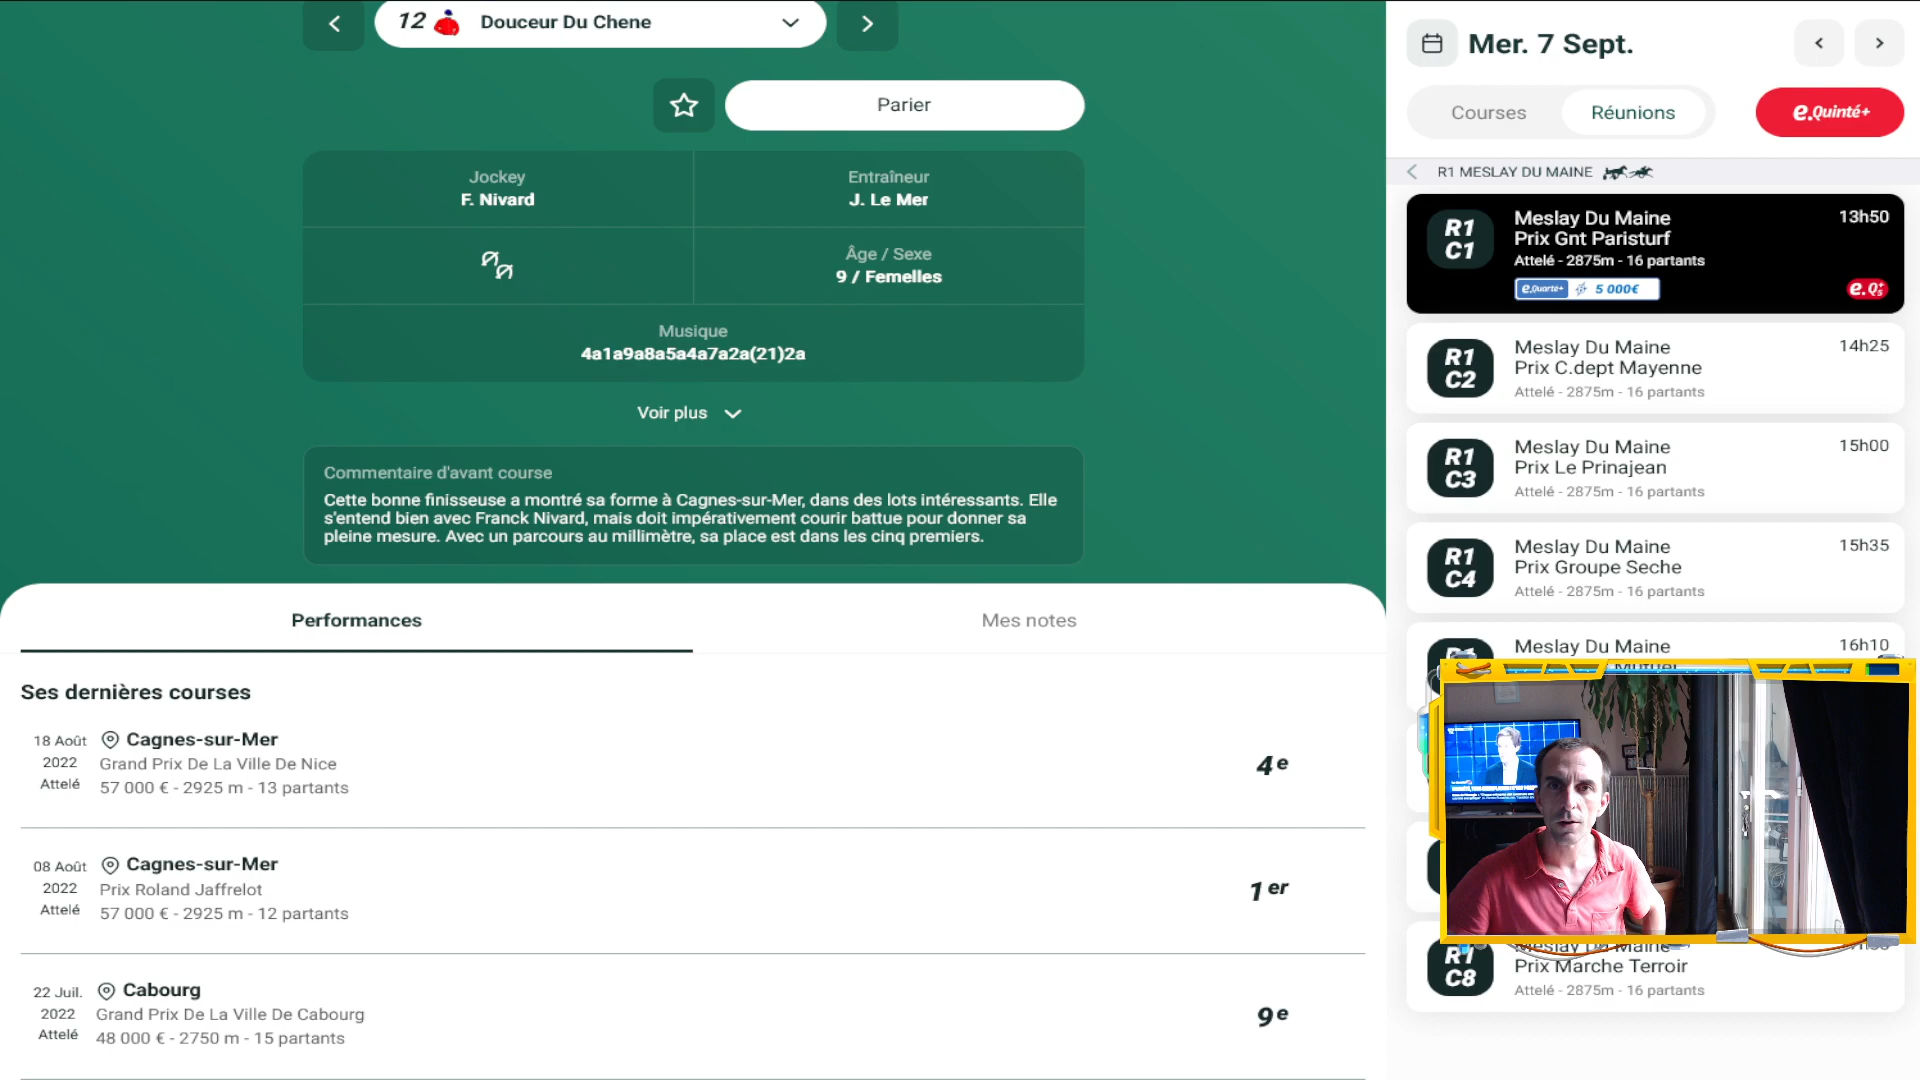 12 Douceur Du Chene
Parier
Jockey
F. Nivard
Entraîneur
J. Le Mer
Âge / Sexe
9 / Femelles
Musique
4a1a9a8a5a4a7a2a(21)2a
Voir plus
Commentaire d'avant course
Cette bonne finisseuse a montré sa forme à Cagnes-sur-Mer, dans des lots intéressants. Elle
s'entend bien avec Franck Nivard, mais doit impérativement courir battue pour donner sa
pleine mesure. Avec un parcours au millimètre, sa place est dans les cinq premiers.
Performances
Mes notes
Ses dernières courses
18 Août
2022
Attelé
Cagnes-sur-Mer
Grand Prix De La Ville De Nice
57 000 € - 2925 m - 13 partants
4e
08 Août
2022
Attelé
Cagnes-sur-Mer
Prix Roland Jaffrelot
57 000 € - 2925 m - 12 partants
1er
22 Juil.
2022
Attelé
Cabourg
Grand Prix De La Ville De Cabourg
48 000 € - 2750 m - 15 partants
9e
Mer. 7 Sept.
Courses
Réunions
e.Quinté+
R1 MESLAY DU MAINE
R1
C1
Meslay Du Maine
Prix Gnt Paristurf
Attelé - 2875m - 16 partants
e.Quarté+ 5 000€
13h50
e.Q+5
R1
C2
Meslay Du Maine
Prix C.dept Mayenne
Attelé - 2875m - 16 partants
14h25
R1
C3
Meslay Du Maine
Prix Le Prinajean
Attelé - 2875m - 16 partants
15h00
R1
C4
Meslay Du Maine
Prix Groupe Seche
Attelé - 2875m - 16 partants
15h35
R1
Meslay Du Maine
16h10
R1
C8
Meslay Du Maine
Prix Marche Terroir
Attelé - 2875m - 16 partants